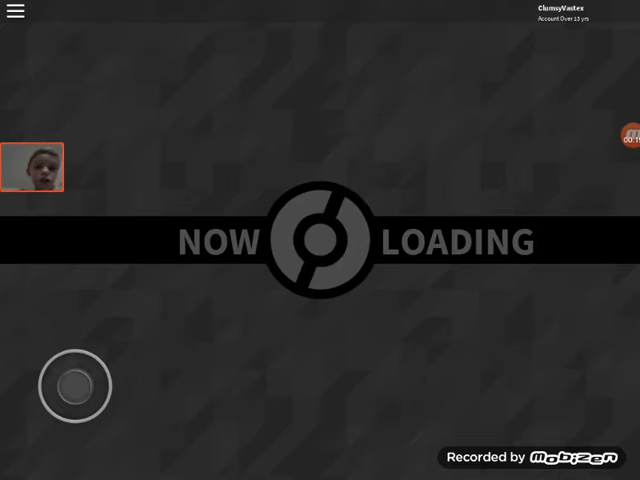 ClumsyVastex
Account Over 13 yrs
NOW LOADING
Recorded by Mobizen